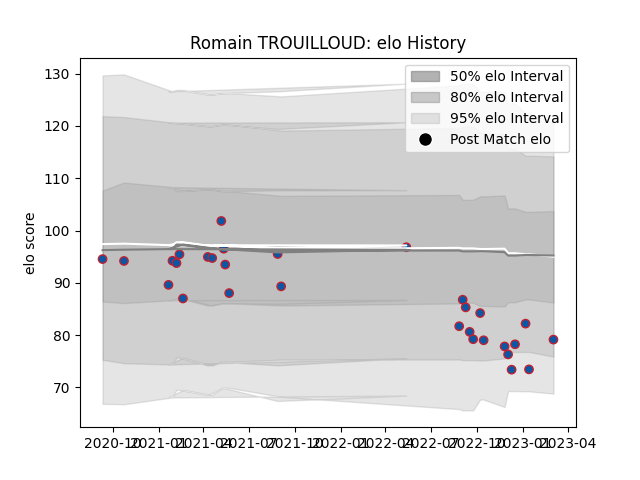 Romain TROUILLOUD: elo History
50% elo Interval
80% elo Interval
95% elo Interval
Post Match elo
elo score
130
120
110
100
90
80
70
2020-10 2021-01 2021-04 2021-07 2021-10 2022-01 2022-04 2022-07 2022-10 2023-01 2023-04